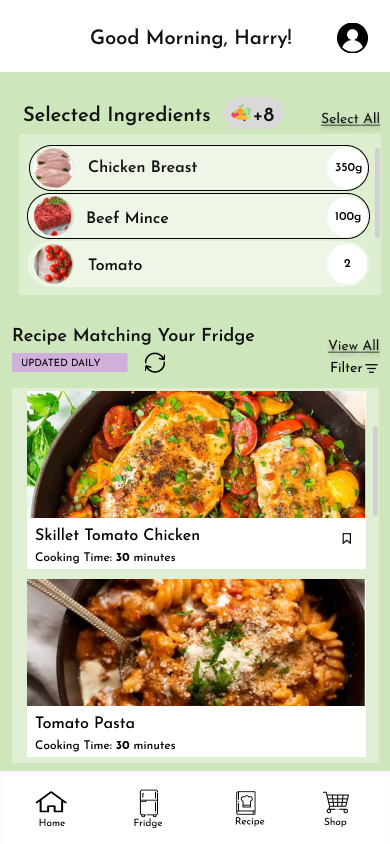 Good Morning, Harry!
Selected Ingredients +8 Select All
Chicken Breast 350g
Beef Mince 100g
Tomato 2
Recipe Matching Your Fridge
View All
UPDATED DAILY
Filter
Skillet Tomato Chicken
Cooking Time: 30 minutes
Tomato Pasta
Cooking Time: 30 minutes
Home Fridge Recipe Shop